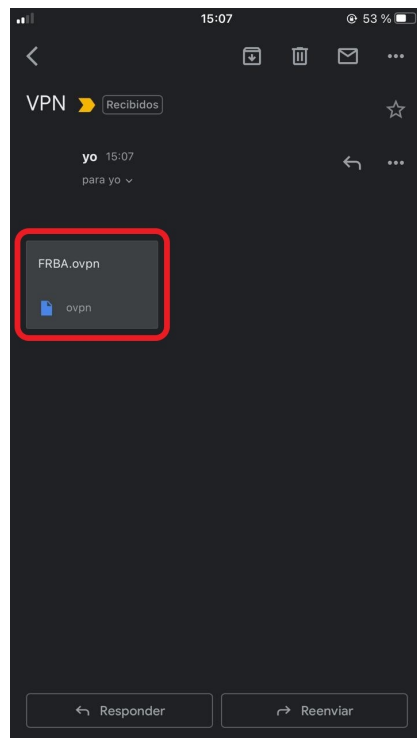 15:07
53 %
VPN
Recibidos
yo 15:07
para yo
FRBA.ovpn
ovpn
Responder
Reenviar